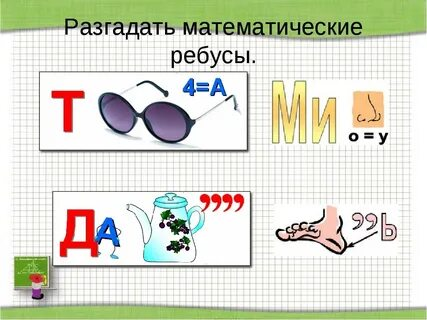 Разгадать математические
ребусы.
Т 4=А
Ми о = у
ДА ,,,,
,, Ь